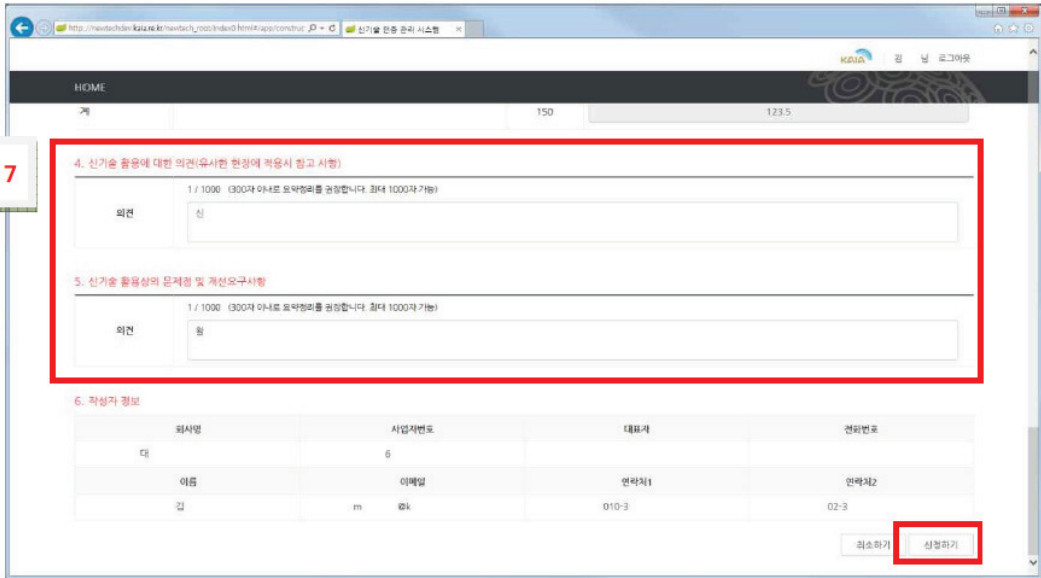 http://newtechdev.kaia.re.kr/newtech_root/index0.html#/app/construc 신기술 인증 관리 시스템
KAIA 김 님 로그아웃
HOME
계 150 123.5
7
4. 신기술 활용에 대한 의견(유사한 현장에 적용시 참고 사항)
1 / 1000 (300자 이내로 요약정리를 권장합니다. 최대 1000자 가능)
의견 신
5. 신기술 활용상의 문제점 및 개선요구사항
1 / 1000 (300자 이내로 요약정리를 권장합니다. 최대 1000자 가능)
의견 활
6. 작성자 정보
회사명 사업자번호 대표자 전화번호
대 6
이름 이메일 연락처1 연락처2
김 m @k 010-3 02-3
취소하기 신청하기